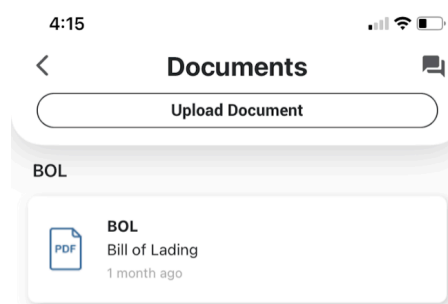 4:15
Documents
Upload Document
BOL
PDF
BOL
Bill of Lading
1 month ago